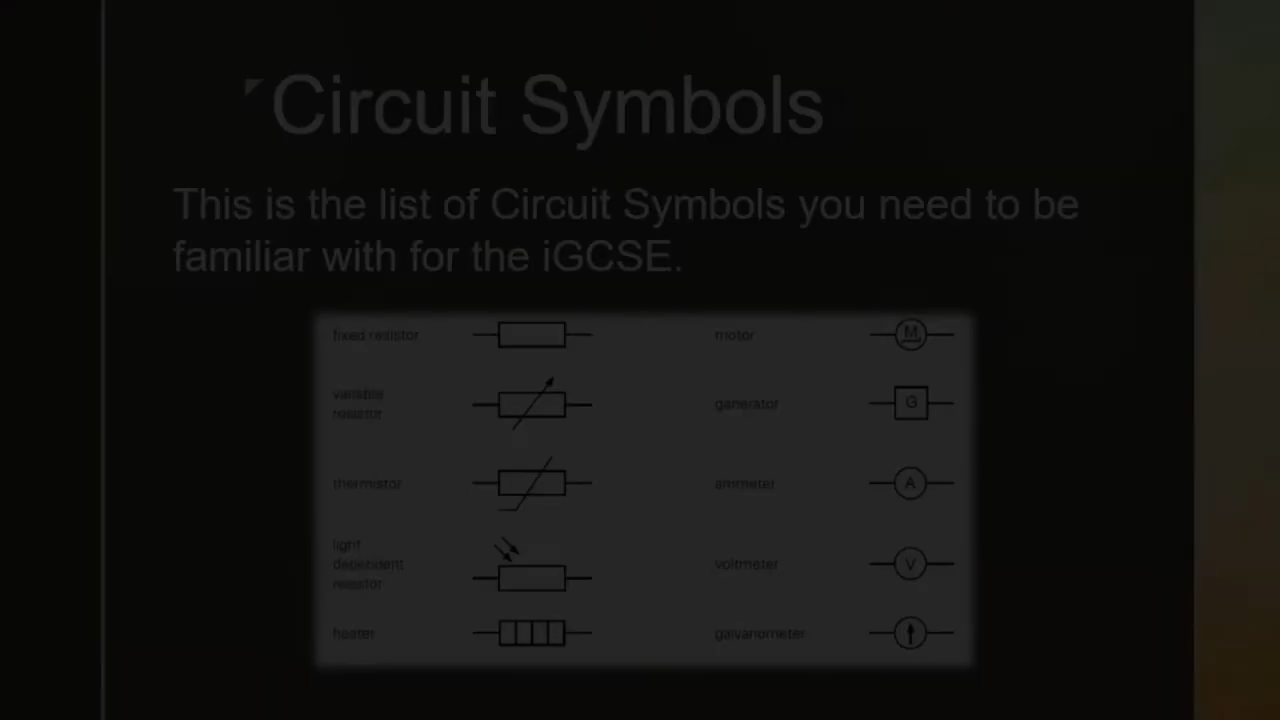 Circuit Symbols
This is the list of Circuit Symbols you need to be
familiar with for the iGCSE.
fixed resistor
motor
M
variable
resistor
generator
G
thermistor
ammeter
A
light
dependent
resistor
voltmeter
V
heater
galvanometer